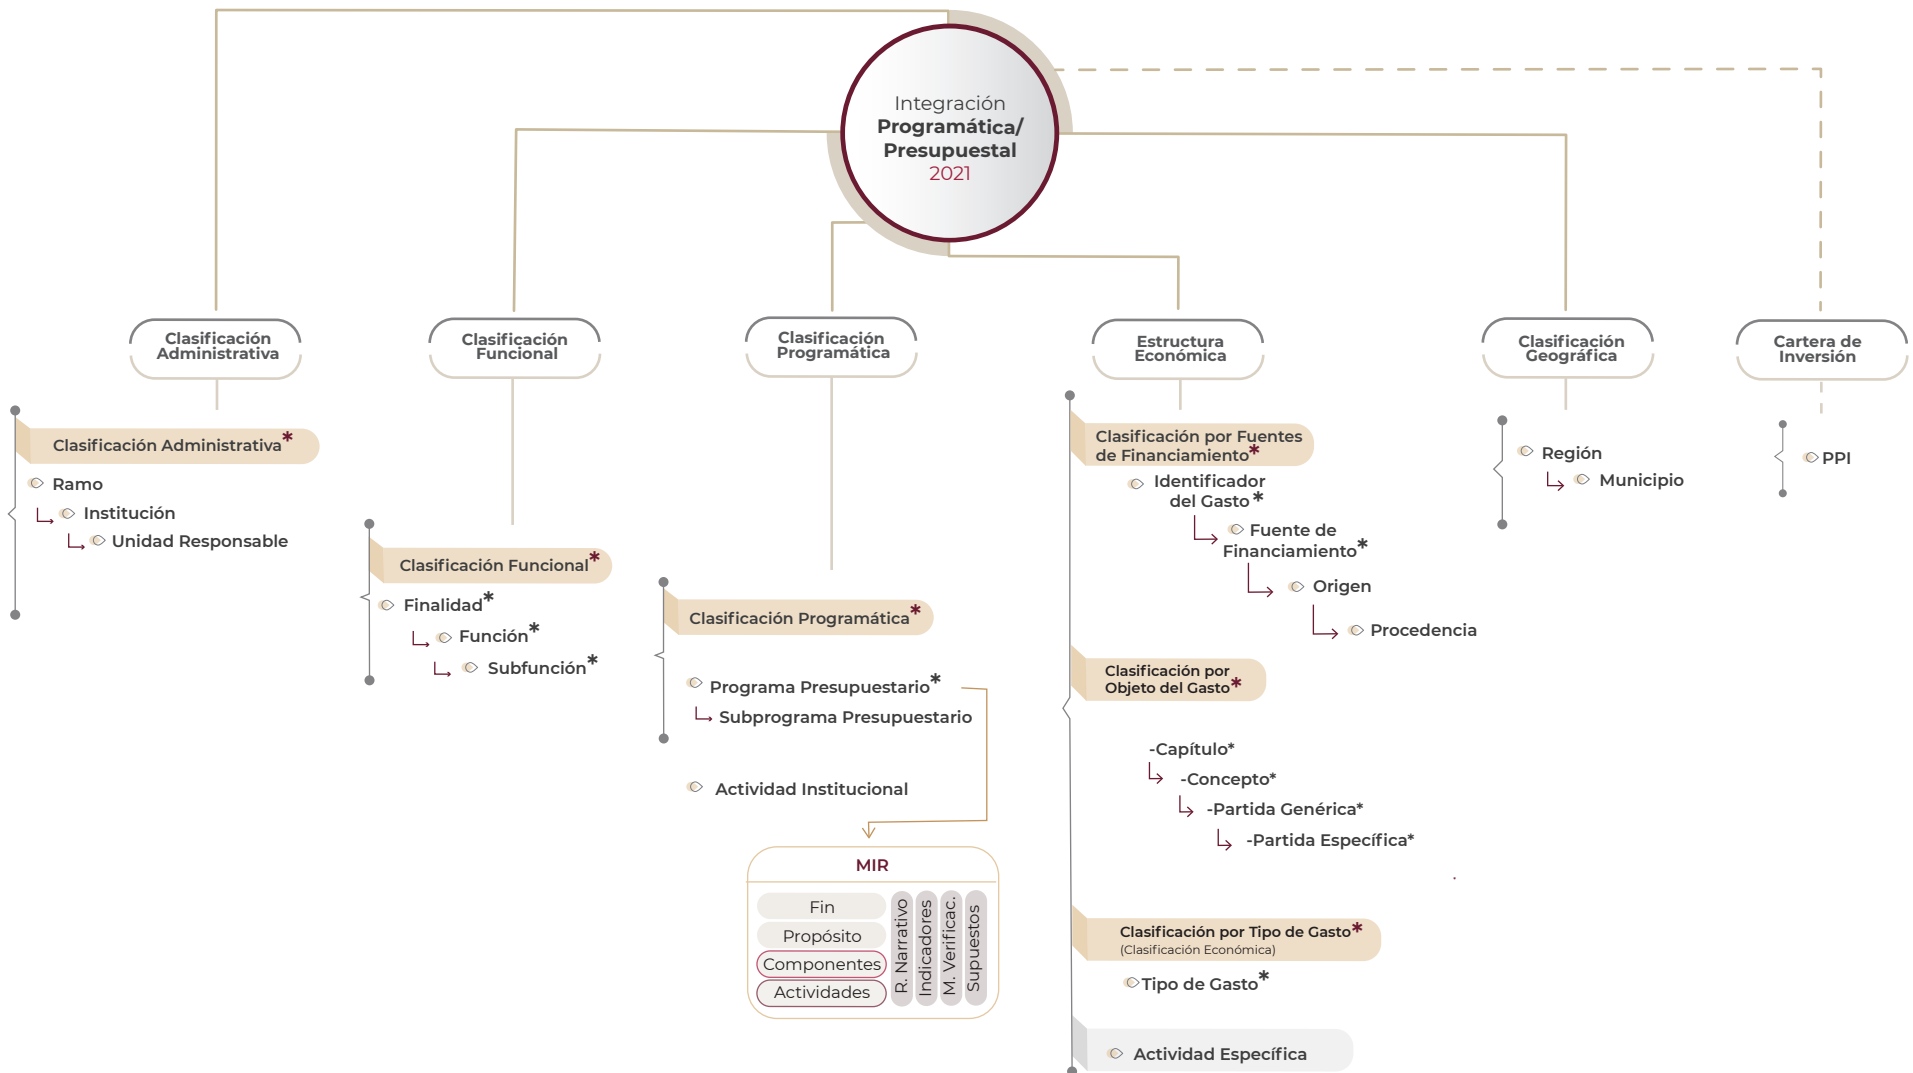 Integración
Programática/
Presupuestal
2021
Clasificación
Administrativa
Clasificación Administrativa*
Ramo
Institución
Unidad Responsable
Clasificación
Funcional
Clasificación Funcional*
Finalidad*
Función*
Subfunción*
Clasificación
Programática
Clasificación Programática*
Programa Presupuestario*
Subprograma Presupuestario
Actividad Institucional
MIR
Fin
Propósito
Componentes
Actividades
R. Narrativo
Indicadores
M. Verificac.
Supuestos
Estructura
Económica
Clasificación por Fuentes
de Financiamiento*
Identificador
del Gasto*
Fuente de
Financiamiento*
Origen
Procedencia
Clasificación por
Objeto del Gasto*
-Capítulo*
-Concepto*
-Partida Genérica*
-Partida Específica*
Clasificación por Tipo de Gasto*
(Clasificación Económica)
Tipo de Gasto*
Actividad Específica
Clasificación
Geográfica
Región
Municipio
Cartera de
Inversión
PPI